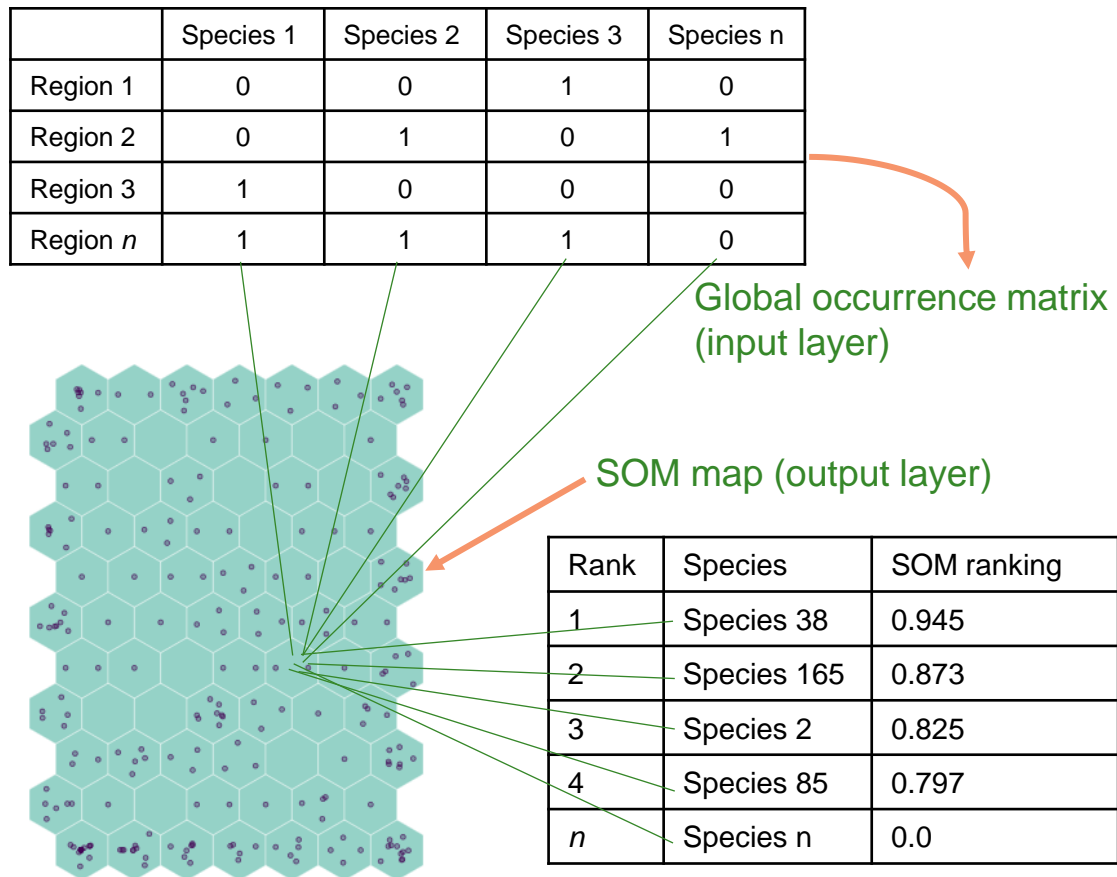 Species 1 Species 2 Species 3 Species n
Region 1 0 0 1 0
Region 2 0 1 0 1
Region 3 1 0 0 0
Region n 1 1 1 0
Global occurrence matrix
(input layer)
SOM map (output layer)
Rank Species SOM ranking
1 Species 38 0.945
2 Species 165 0.873
3 Species 2 0.825
4 Species 85 0.797
n Species n 0.0